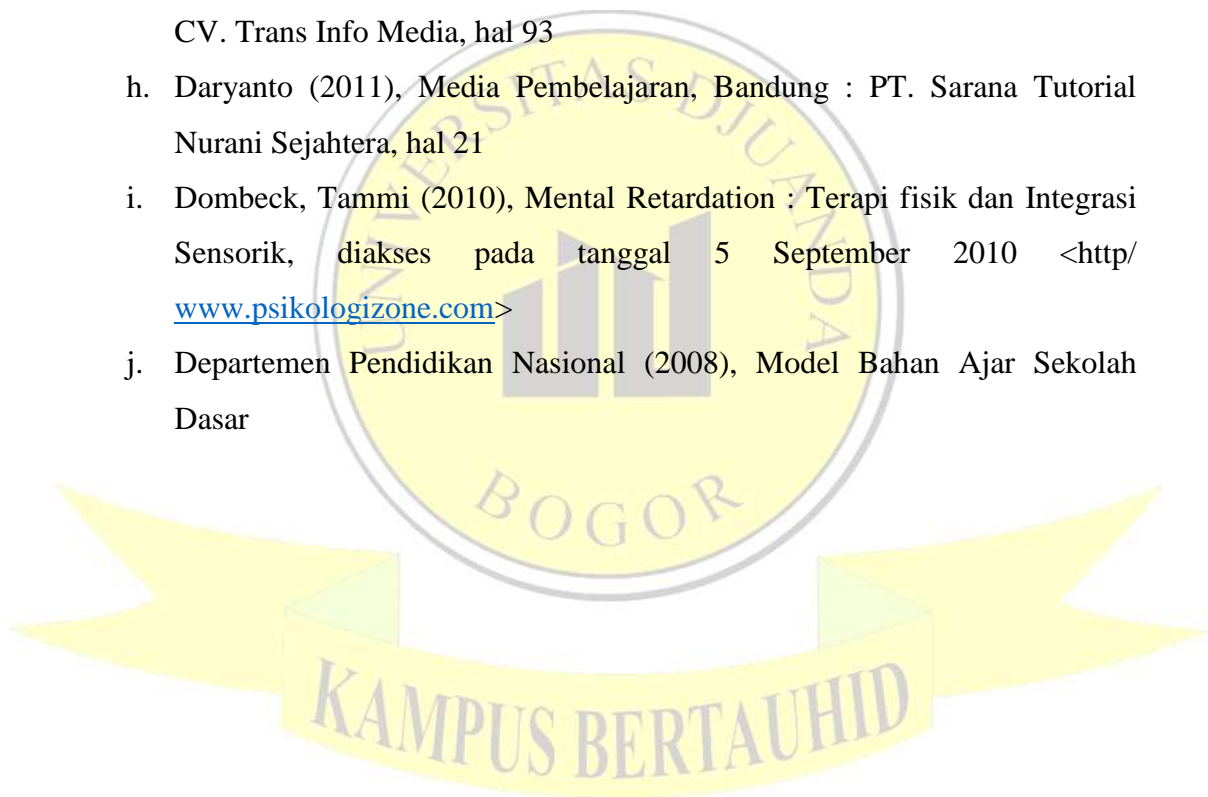 CV. Trans Info Media, hal 93
h. Daryanto (2011), Media Pembelajaran, Bandung : PT. Sarana Tutorial
Nurani Sejahtera, hal 21
i. Dombeck, Tammi (2010), Mental Retardation : Terapi fisik dan Integrasi
Sensorik, diakses pada tanggal 5 September 2010 <http/
www.psikologizone.com>
j. Departemen Pendidikan Nasional (2008), Model Bahan Ajar Sekolah
Dasar
UNIVERSITAS DJUANDA
BOGOR
KAMPUS BERTAUHID